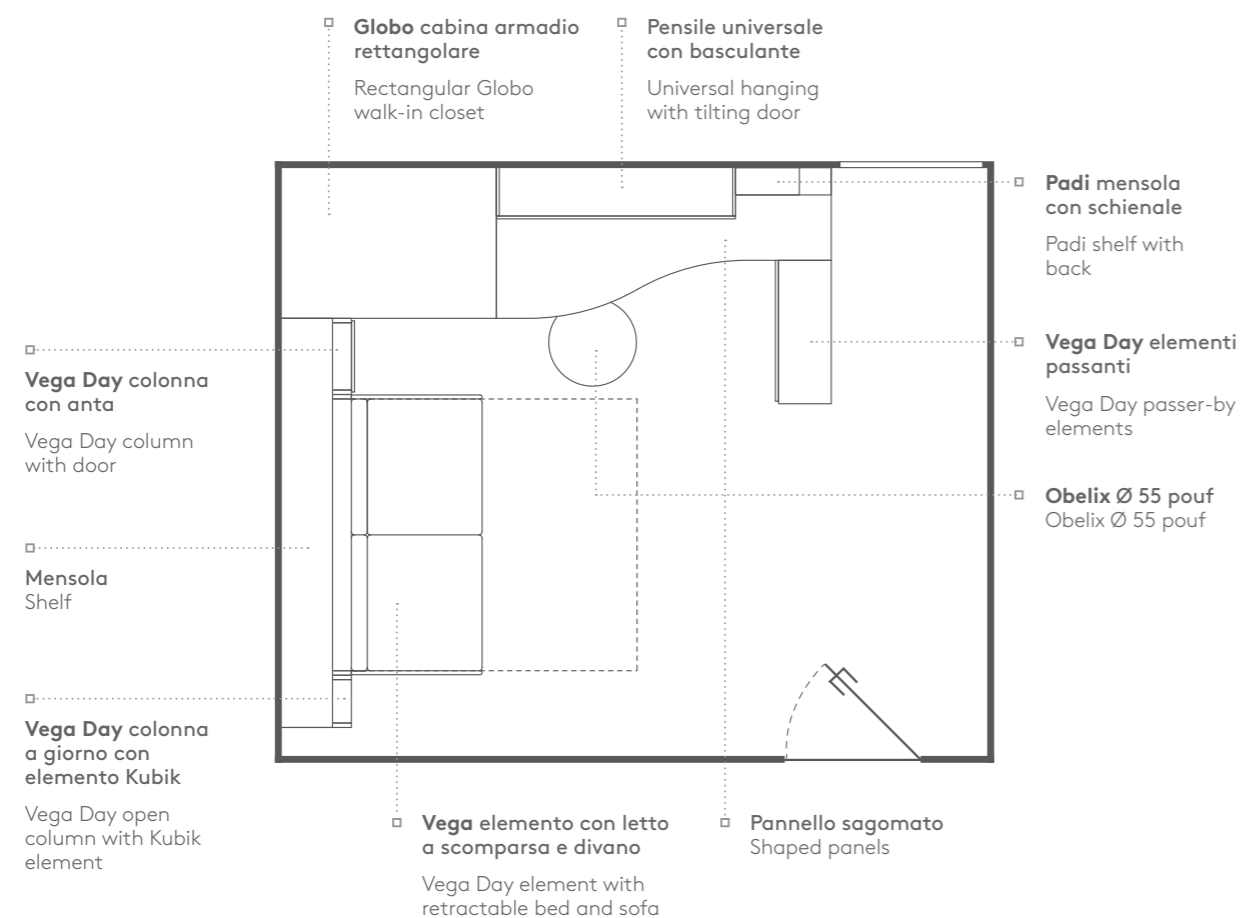 Globo cabina armadio
rettangolare
Rectangular Globo
walk-in closet
Pensile universale
con basculante
Universal hanging
with tilting door
Padi mensola
con schienale
Padi shelf with
back
Vega Day elementi
passanti
Vega Day passer-by
elements
Obelix Ø 55 pouf
Obelix Ø 55 pouf
Vega Day colonna
con anta
Vega Day column
with door
Mensola
Shelf
Vega Day colonna
a giorno con
elemento Kubik
Vega Day open
column with Kubik
element
Vega elemento con letto
a scomparsa e divano
Vega Day element with
retractable bed and sofa
Pannello sagomato
Shaped panels